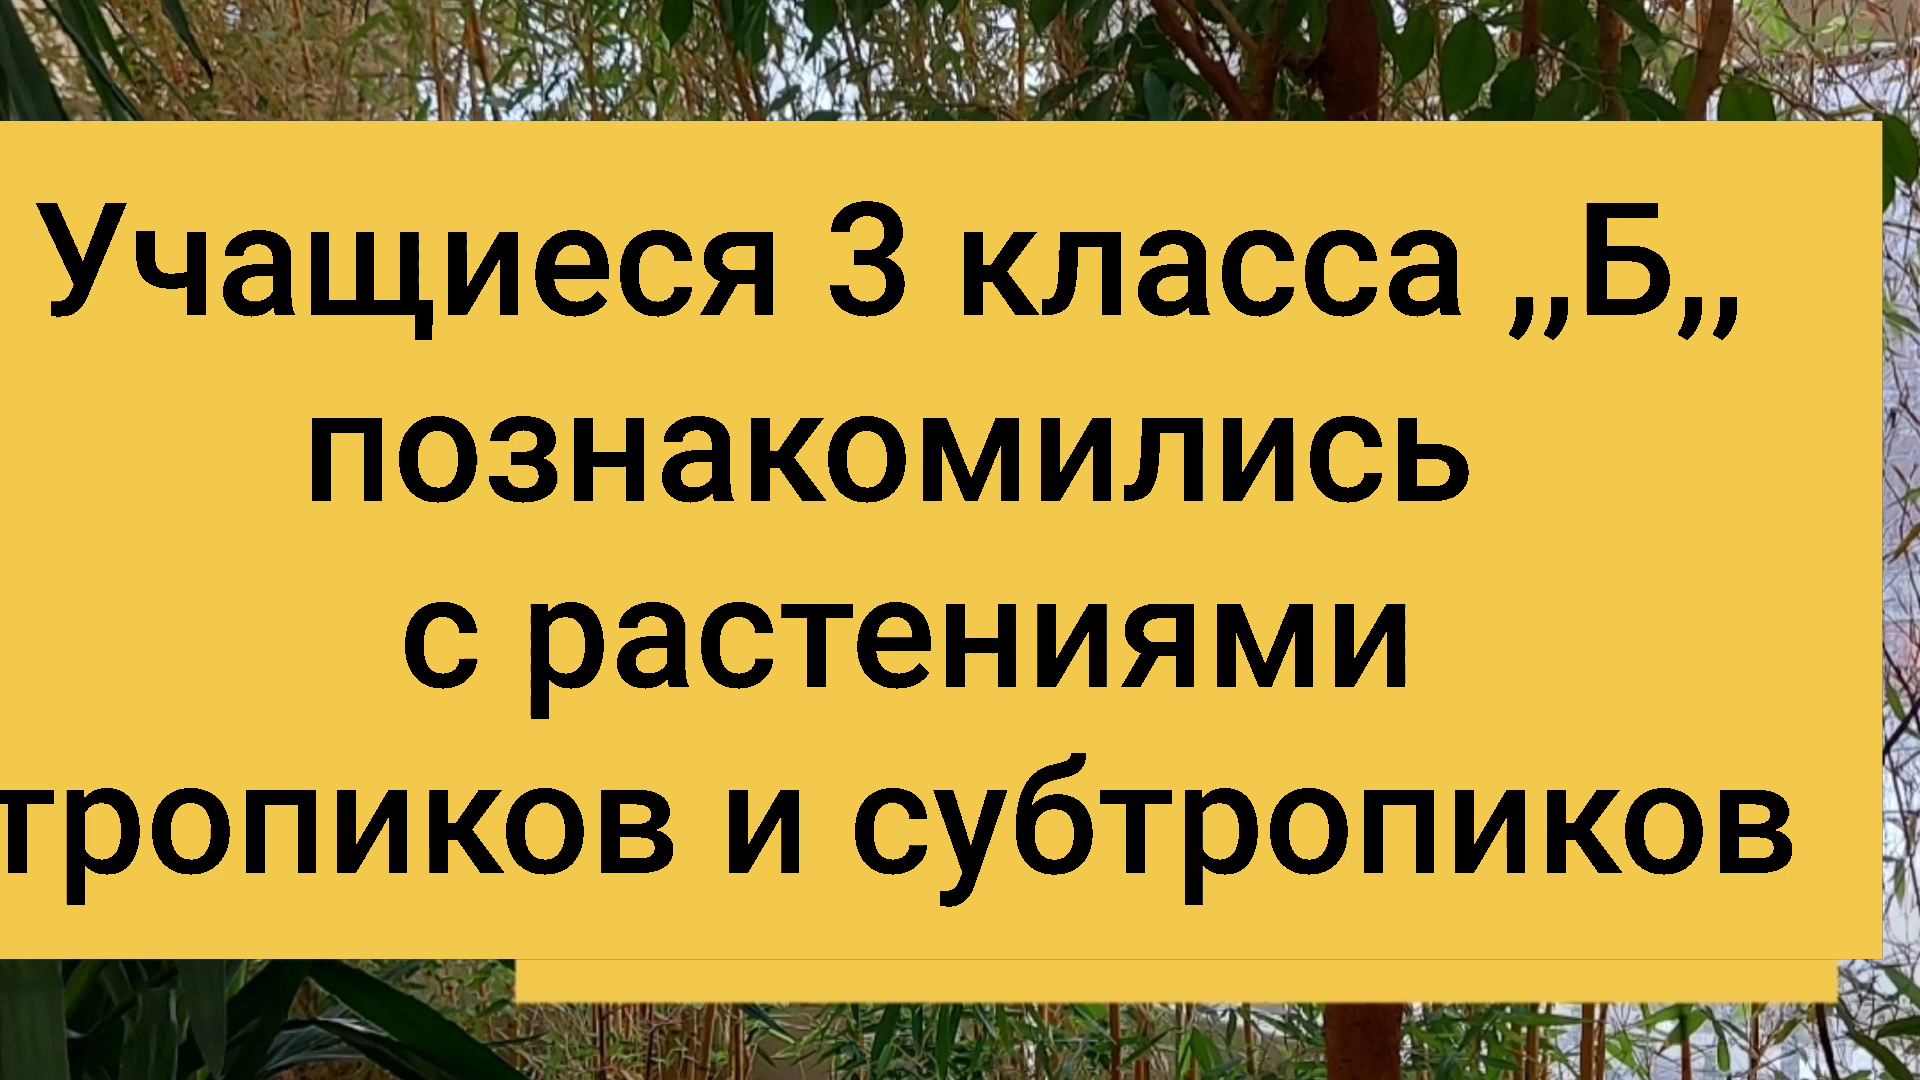 Учащиеся 3 класса ,,Б,,
познакомились
с растениями
тропиков и субтропиков